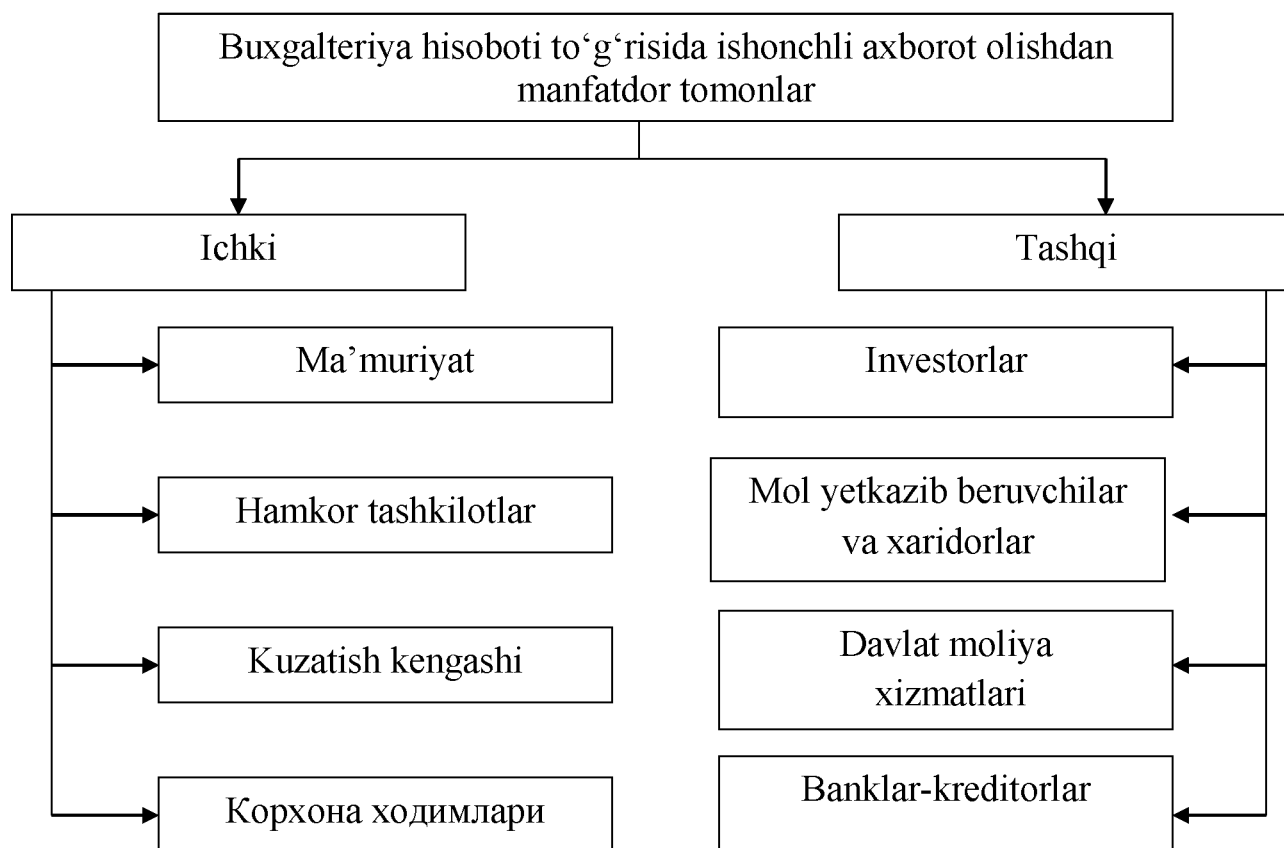 Buxgalteriya hisoboti to‘g‘risida ishonchli axborot olishdan
manfatdor tomonlar
Ichki
Tashqi
Ma’muriyat
Investorlar
Hamkor tashkilotlar
Mol yetkazib beruvchilar
va xaridorlar
Kuzatish kengashi
Davlat moliya
xizmatlari
Корхона ходимлари
Banklar-kreditorlar